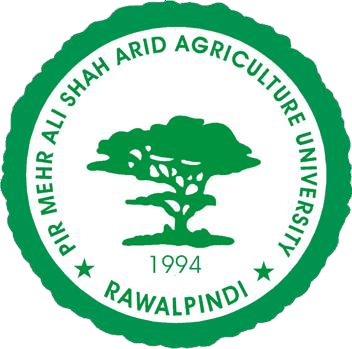 PIR MEHR ALI SHAH ARID AGRICULTURE UNIVERSITY
1994
RAWALPINDI